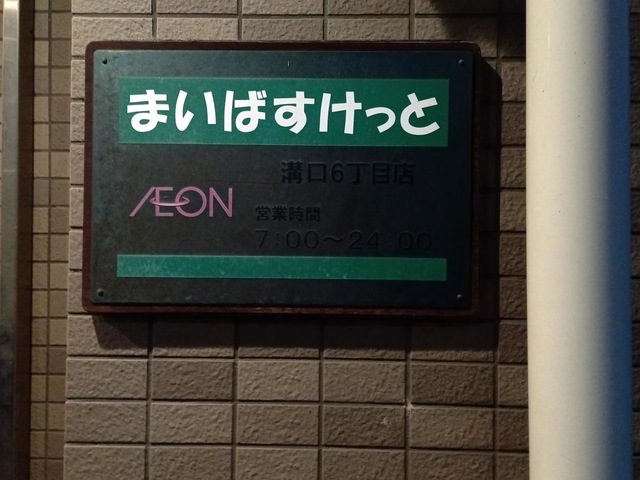 まいばすけっと
溝口6丁目店
AEON
営業時間
7:00～24:00